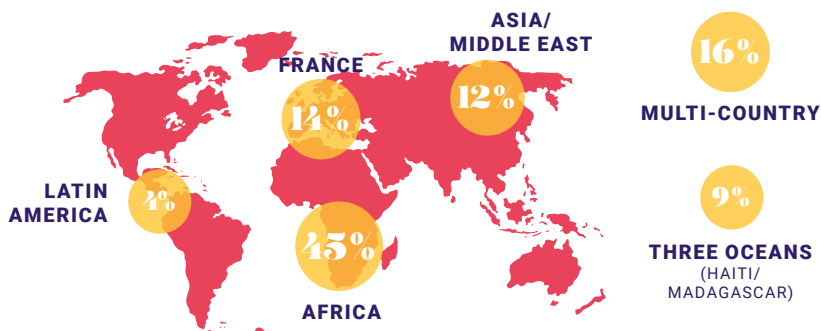 ASIA/
MIDDLE EAST
12%
FRANCE
14%
LATIN
AMERICA
4%
45%
AFRICA
16%
MULTI-COUNTRY
9%
THREE OCEANS
(HAITI/
MADAGASCAR)